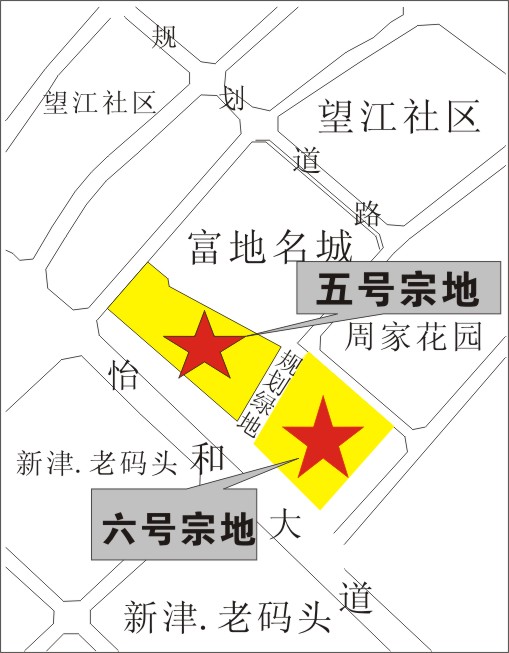 规划道路
望江社区
望江社区
富地名城
五号宗地
周家花园
规划绿地
怡和大道
新津.老码头
六号宗地
新津.老码头